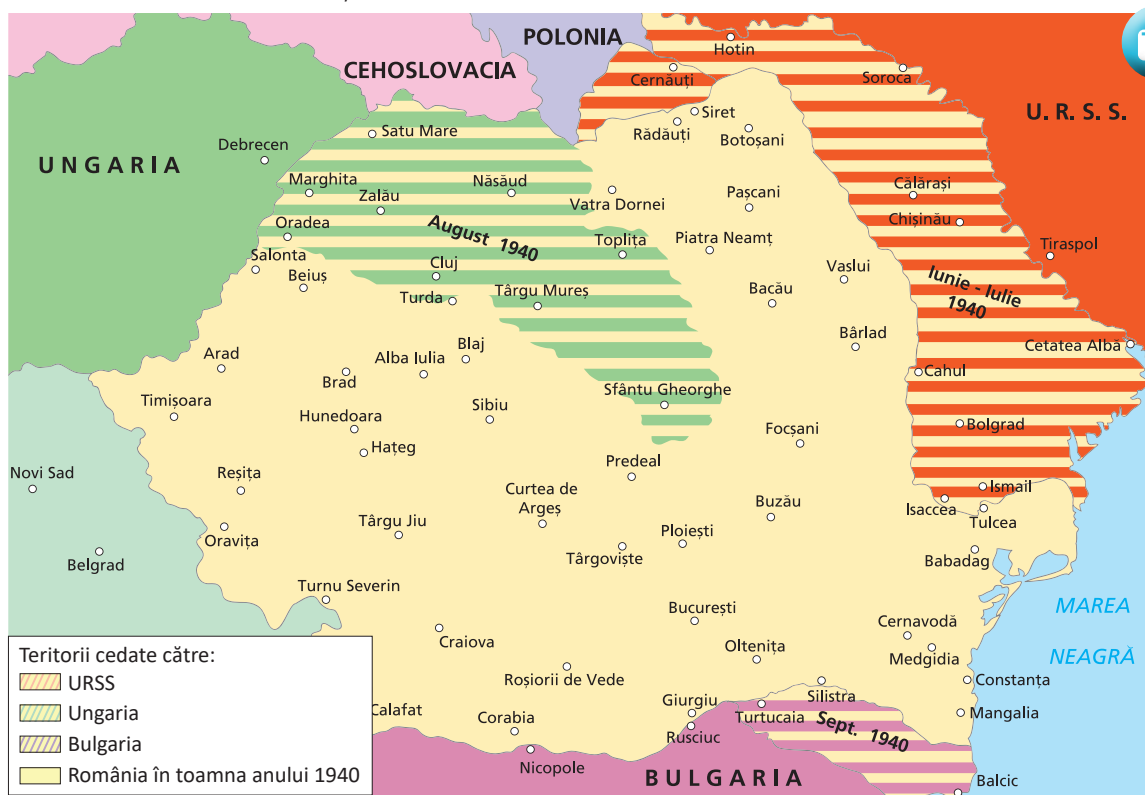 POLONIA
Hotin
CEHOSLOVACIA
Cernăuți
Soroca
U. R. S. S.
Siret
Satu Mare
Rădăuți
Botoșani
UNGARIA
Debrecen
Marghita
Năsăud
Călărași
Zalău
Vatra Dornei
Pașcani
Chișinău
Oradea
August 1940
Toplița
Piatra Neamț
Tiraspol
Salonta
Cluj
Vaslui
Beiuș
Iunie - Iulie
1940
Turda
Târgu Mureș
Bacău
Bârlad
Cetatea Albă
Arad
Alba Iulia
Blaj
Brad
Cahul
Timișoara
Sfântu Gheorghe
Hunedoara
Sibiu
Focșani
Bolgrad
Hațeg
Novi Sad
Reșița
Predeal
Curtea de
Argeș
Buzău
Ismail
Isaccea
Tulcea
Oravița
Târgu Jiu
Ploiești
Târgoviște
Belgrad
Babadag
Turnu Severin
București
MAREA
NEAGRĂ
Cernavodă
Craiova
Oltenița
Medgidia
Roșiorii de Vede
Silistra
Constanța
Calafat
Corabia
Giurgiu
Turtucaia
Mangalia
Rusciuc
Sept. 1940
Nicopole
BULGARIA
Balcic
Teritorii cedate către:
URSS
Ungaria
Bulgaria
România în toamna anului 1940